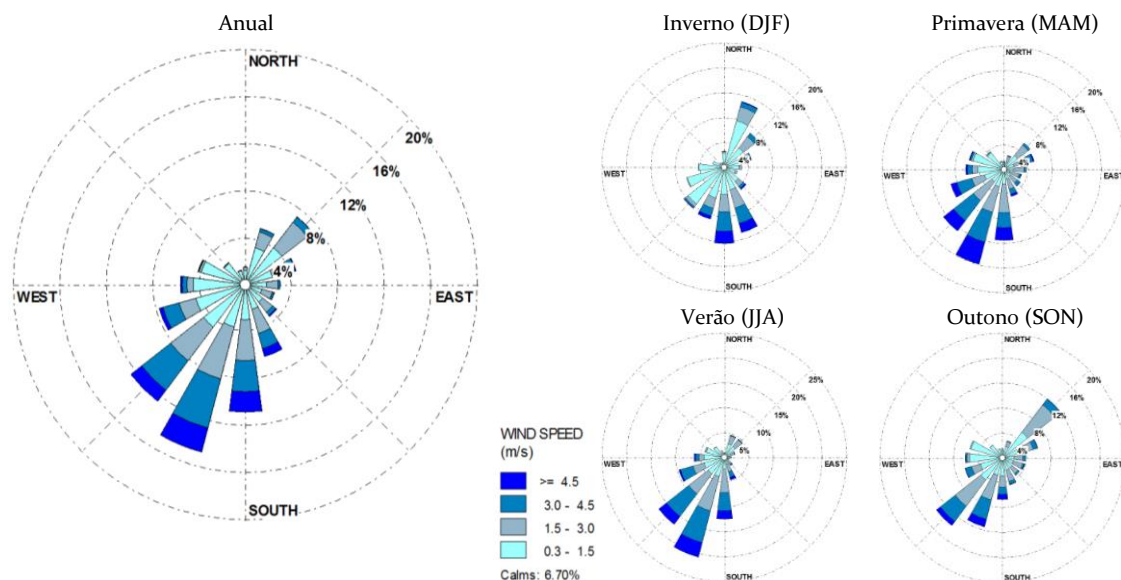 Anual
NORTH
20%
16%
12%
8%
4%
WEST
EAST
SOUTH
Inverno (DJF)
NORTH
20%
16%
12%
8%
4%
WEST
EAST
SOUTH
Primavera (MAM)
NORTH
20%
16%
12%
8%
4%
WEST
EAST
SOUTH
WIND SPEED
(m/s)
>= 4.5
3.0 - 4.5
1.5 - 3.0
0.3 - 1.5
Calms: 6.70%
Verão (JJA)
NORTH
25%
20%
15%
10%
5%
WEST
EAST
SOUTH
Outono (SON)
NORTH
20%
16%
12%
8%
4%
WEST
EAST
SOUTH